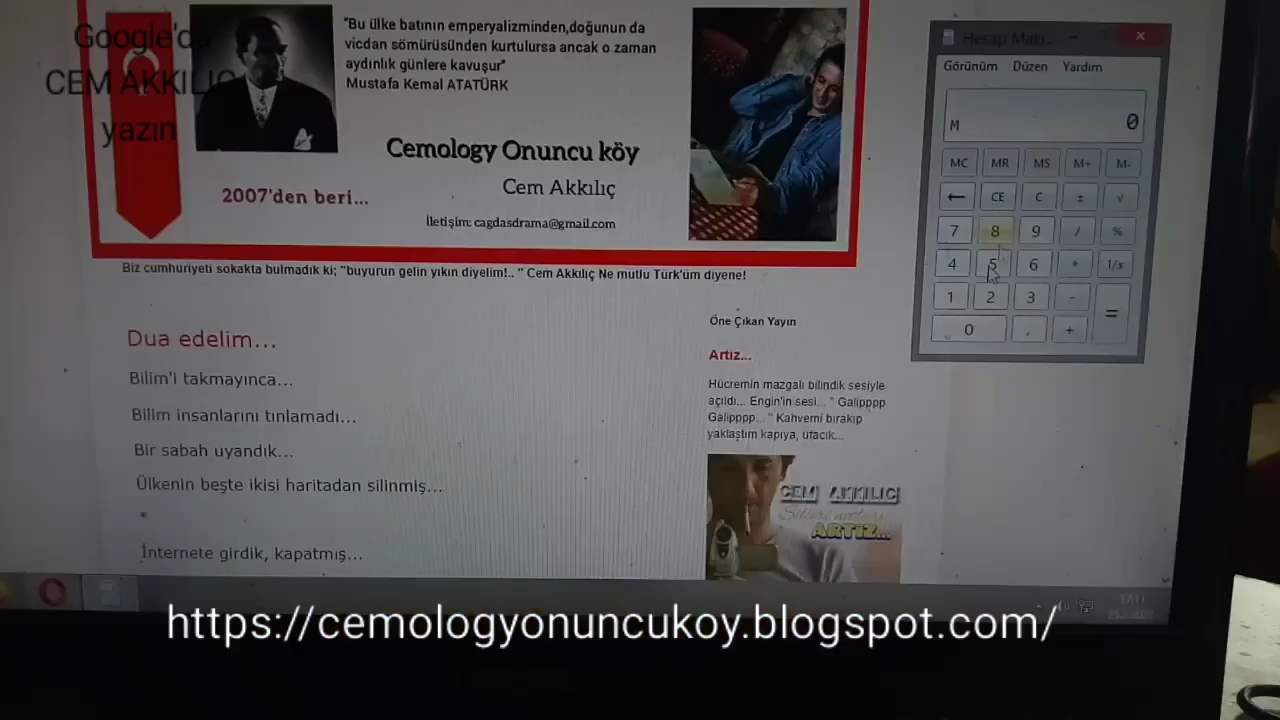 Google'da
CEM AKKILIÇ
yazın
"Bu ülke batının emperyalizminden,doğunun da
vicdan sömürüsünden kurtulursa ancak o zaman
aydınlık günlere kavuşur"
Mustafa Kemal ATATÜRK
Cemology Onuncu köy
Cem Akkılıç
2007'den beri...
İletişim: cagdasdrama@gmail.com
Biz cumhuriyeti sokakta bulmadık ki; "buyurun gelin yıkın diyelim!.. " Cem Akkılıç Ne mutlu Türk'üm diyene!
Dua edelim...
Bilim'i takmayınca...
Bilim insanlarını tınlamadı...
Bir sabah uyandık...
Ülkenin beşte ikisi haritadan silinmiş...
İnternete girdik, kapatmış...
Öne Çıkan Yayın
Artiz...
Hücremin mazgalı bilindik sesiyle
açıldı... Engin'in sesi... " Galipppp
Galipppp... " Kahvemi bırakıp
yaklaştım kapıya, ufacık...
CEM AKKILIÇ
ARTİZ...
Hesap Maki...
Görünüm Düzen Yardım
M 0
MC MR MS M+ M-
← CE C ± √
7 8 9 / %
4 5 6 * 1/x
1 2 3 - =
0 , +
https://cemologyonuncukoy.blogspot.com/